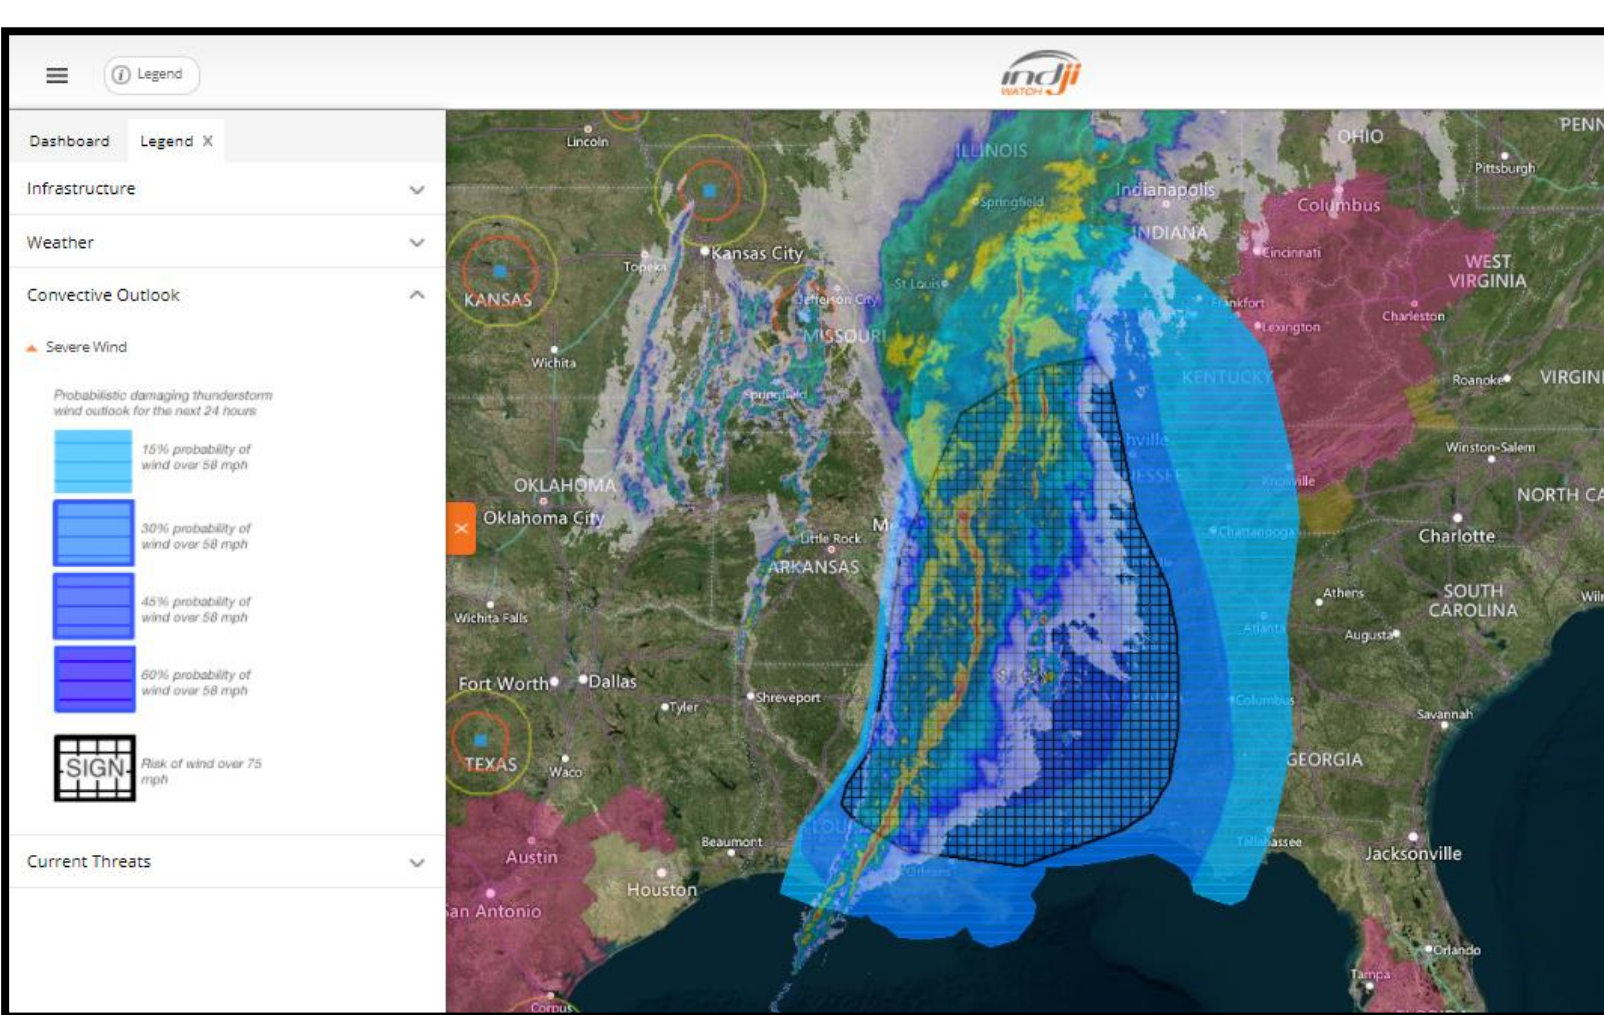 Legend
indji
WATCH
Dashboard
Legend X
Infrastructure
Weather
Convective Outlook
Severe Wind
Probabilistic damaging thunderstorm
wind outlook for the next 24 hours
15% probability of
wind over 58 mph
30% probability of
wind over 58 mph
45% probability of
wind over 58 mph
60% probability of
wind over 58 mph
SIGN
Risk of wind over 75
mph
Current Threats
Lincoln
ILLINOIS
OHIO
PENN
Pittsburgh
Springfield
Indianapolis
Columbus
INDIANA
Kansas City
Topeka
Cincinnati
WEST
VIRGINIA
KANSAS
Jefferson City
St Louis
Frankfort
Charleston
Lexington
MISSOURI
Wichita
KENTUCKY
Roanoke
VIRGINI
Springfield
hville
Winston-Salem
ESSEE
Knoxville
OKLAHOMA
NORTH CA
Oklahoma City
M
Little Rock
Chattanooga
Charlotte
ARKANSAS
Athens
SOUTH
CAROLINA
Wil
Wichita Falls
Atlanta
Augusta
Fort Worth
Dallas
Shreveport
Tyler
Columbus
Savannah
TEXAS
Waco
GEORGIA
LOU
Beaumont
Tallahassee
Jacksonville
Austin
Orleans
Houston
San Antonio
Orlando
Tampa
Corpus